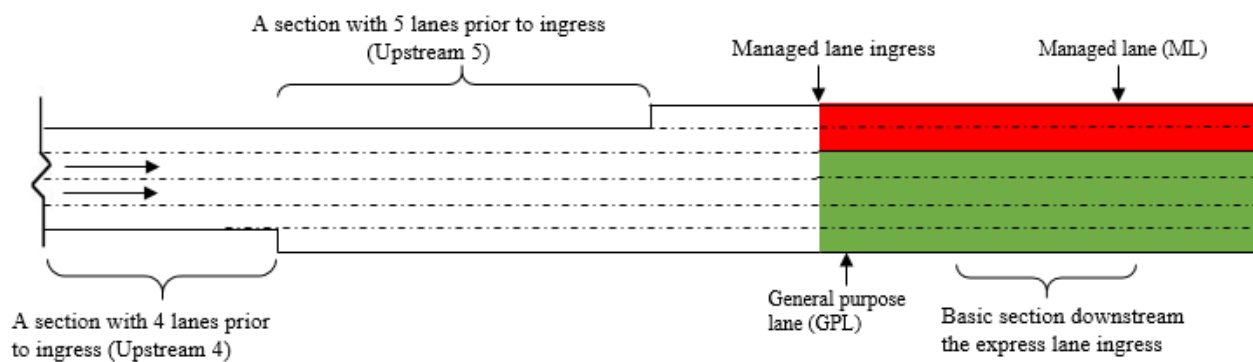 A section with 5 lanes prior to ingress
(Upstream 5)
Managed lane ingress
Managed lane (ML)
A section with 4 lanes prior
to ingress (Upstream 4)
General purpose
lane (GPL)
Basic section downstream
the express lane ingress